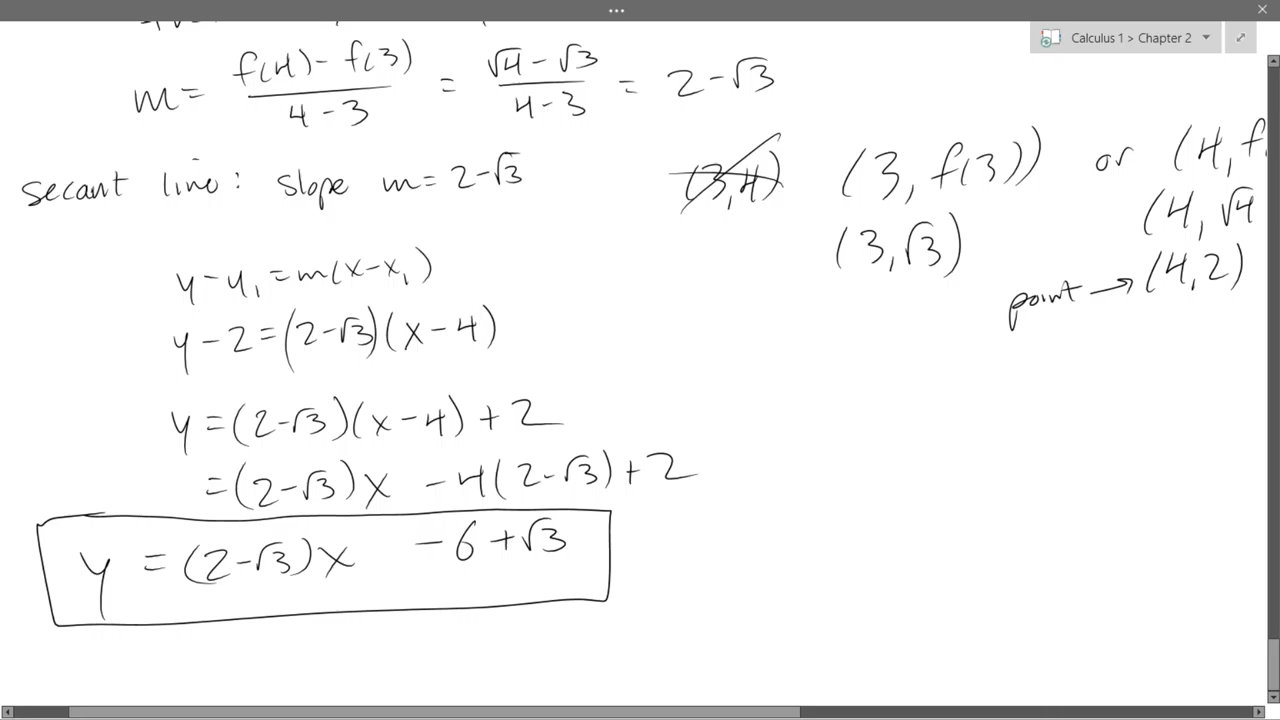 ...
Calculus 1 > Chapter 2
m = f(4) - f(3) / 4 - 3 = √4 - √3 / 4 - 3 = 2 - √3
secant line: slope m = 2 - √3
(3,4) (3, f(3)) or (4, f
(3, √3) (4, √4
point → (4,2)
y - y₁ = m(x - x₁)
y - 2 = (2 - √3)(x - 4)
y = (2 - √3)(x - 4) + 2
= (2 - √3)x - 4(2 - √3) + 2
y = (2 - √3)x - 6 + √3